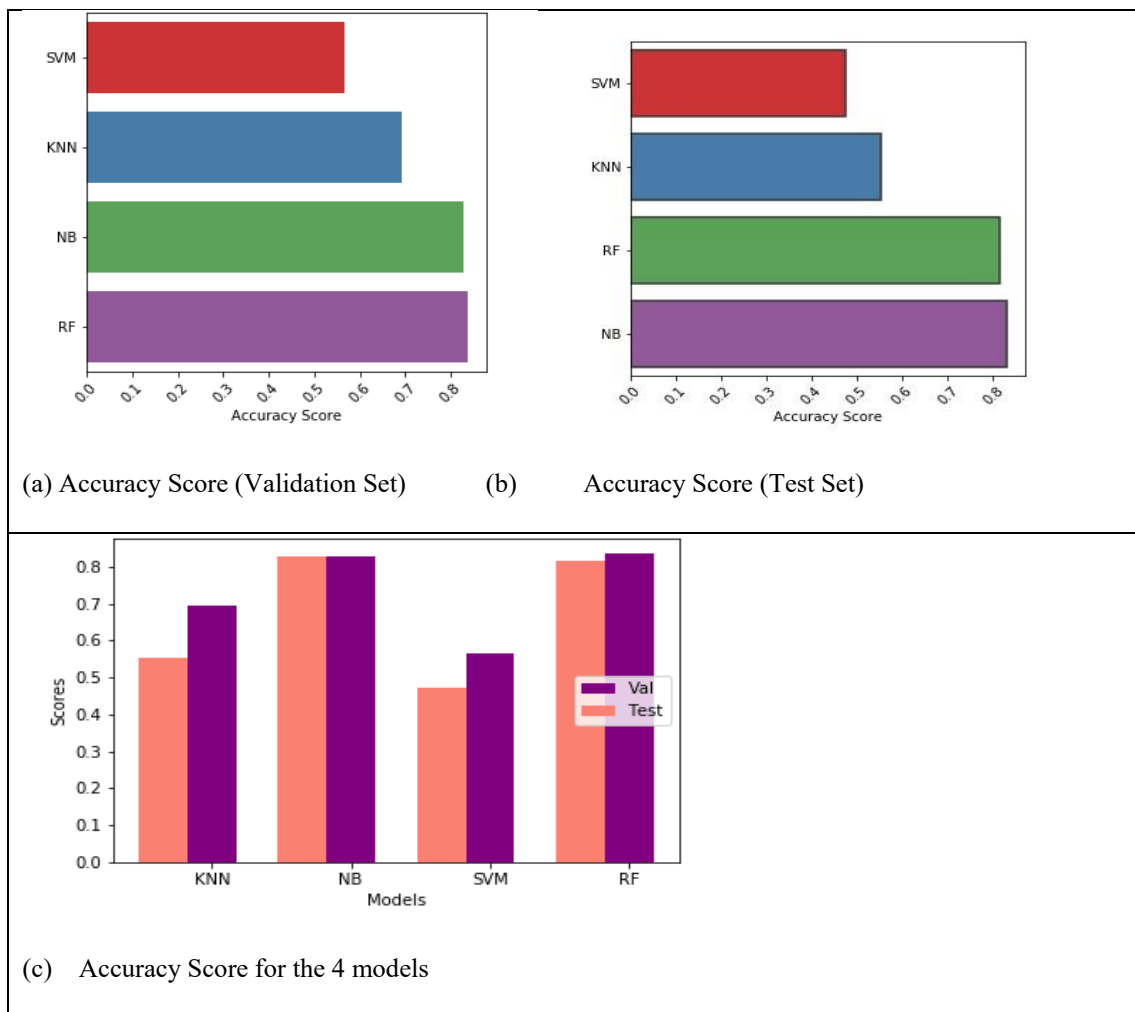 SVM
KNN
NB
RF
0.0 0.1 0.2 0.3 0.4 0.5 0.6 0.7 0.8
Accuracy Score
SVM
KNN
RF
NB
0.0 0.1 0.2 0.3 0.4 0.5 0.6 0.7 0.8
Accuracy Score
(a) Accuracy Score (Validation Set) (b) Accuracy Score (Test Set)
0.8
0.7
0.6
0.5
0.4
0.3
0.2
0.1
0.0
Scores
Val
Test
KNN NB SVM RF
Models
(c) Accuracy Score for the 4 models